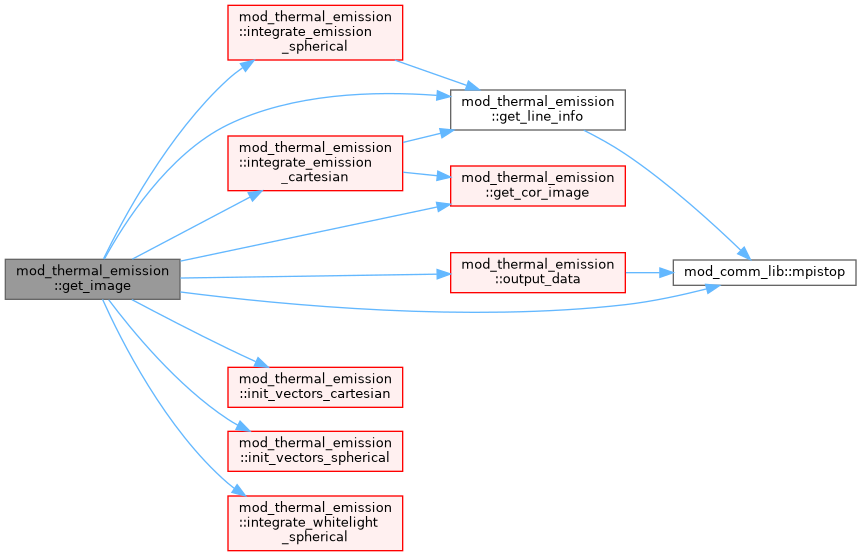 mod_thermal_emission
::get_image
mod_thermal_emission
::integrate_emission
_spherical
mod_thermal_emission
::get_line_info
mod_thermal_emission
::integrate_emission
_cartesian
mod_thermal_emission
::get_cor_image
mod_thermal_emission
::output_data
mod_comm_lib::mpistop
mod_thermal_emission
::init_vectors_cartesian
mod_thermal_emission
::init_vectors_spherical
mod_thermal_emission
::integrate_whitelight
_spherical